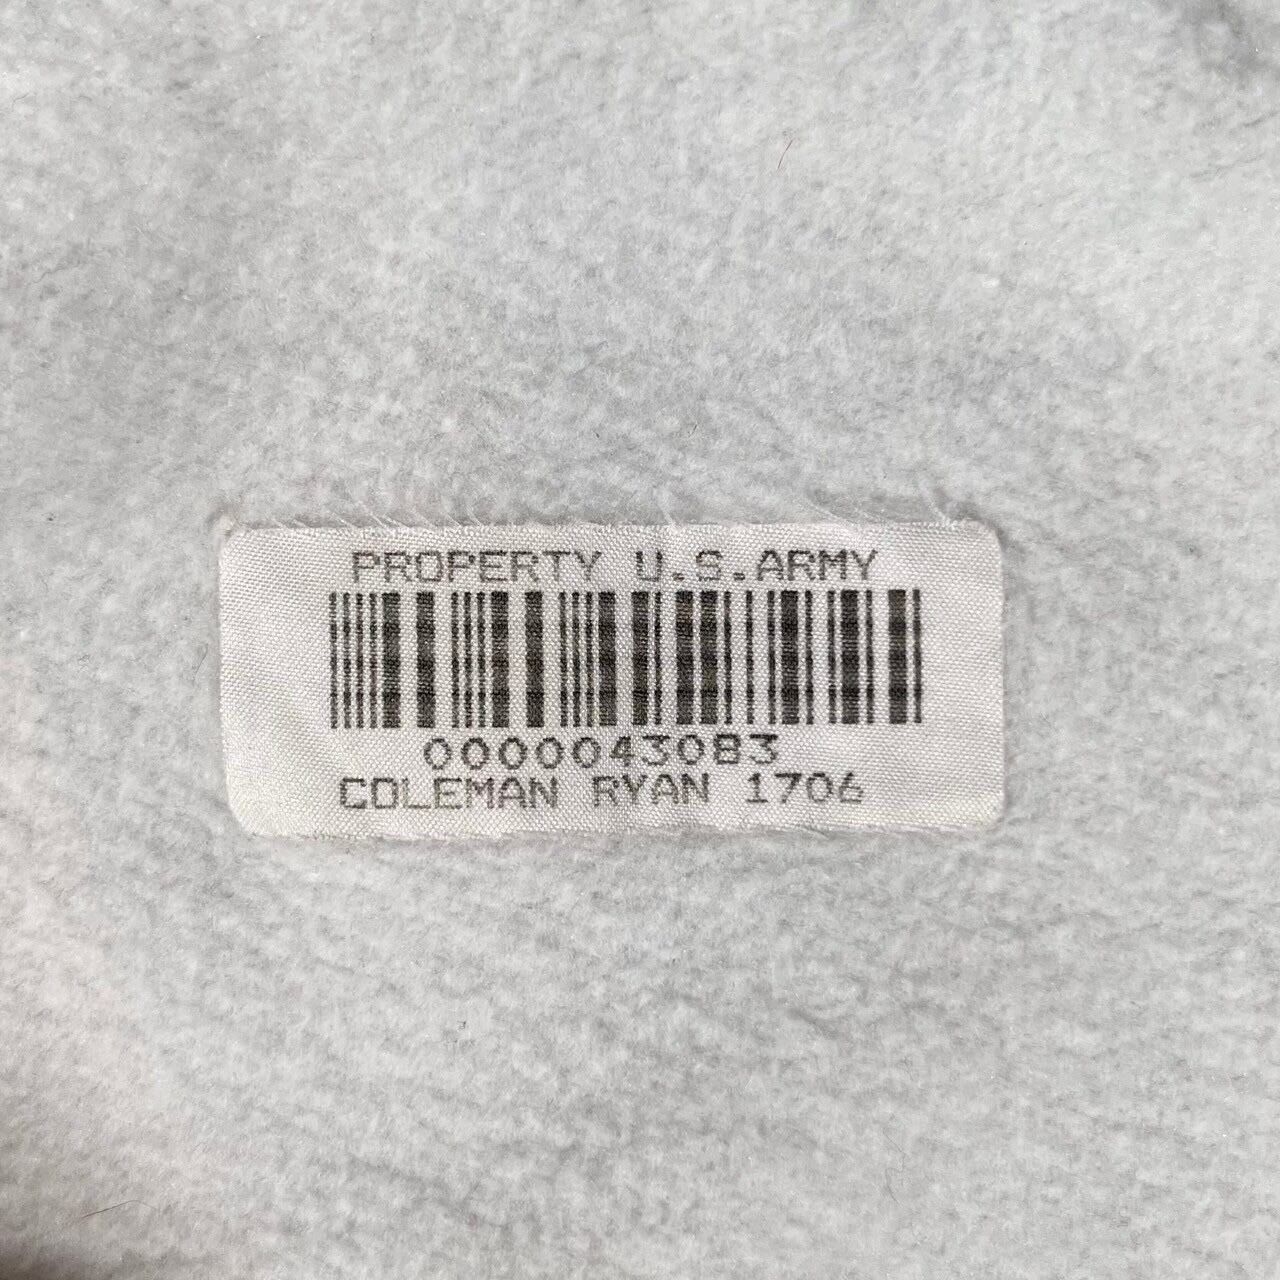 PROPERTY U.S.ARMY
0000043083
COLEMAN RYAN 1706